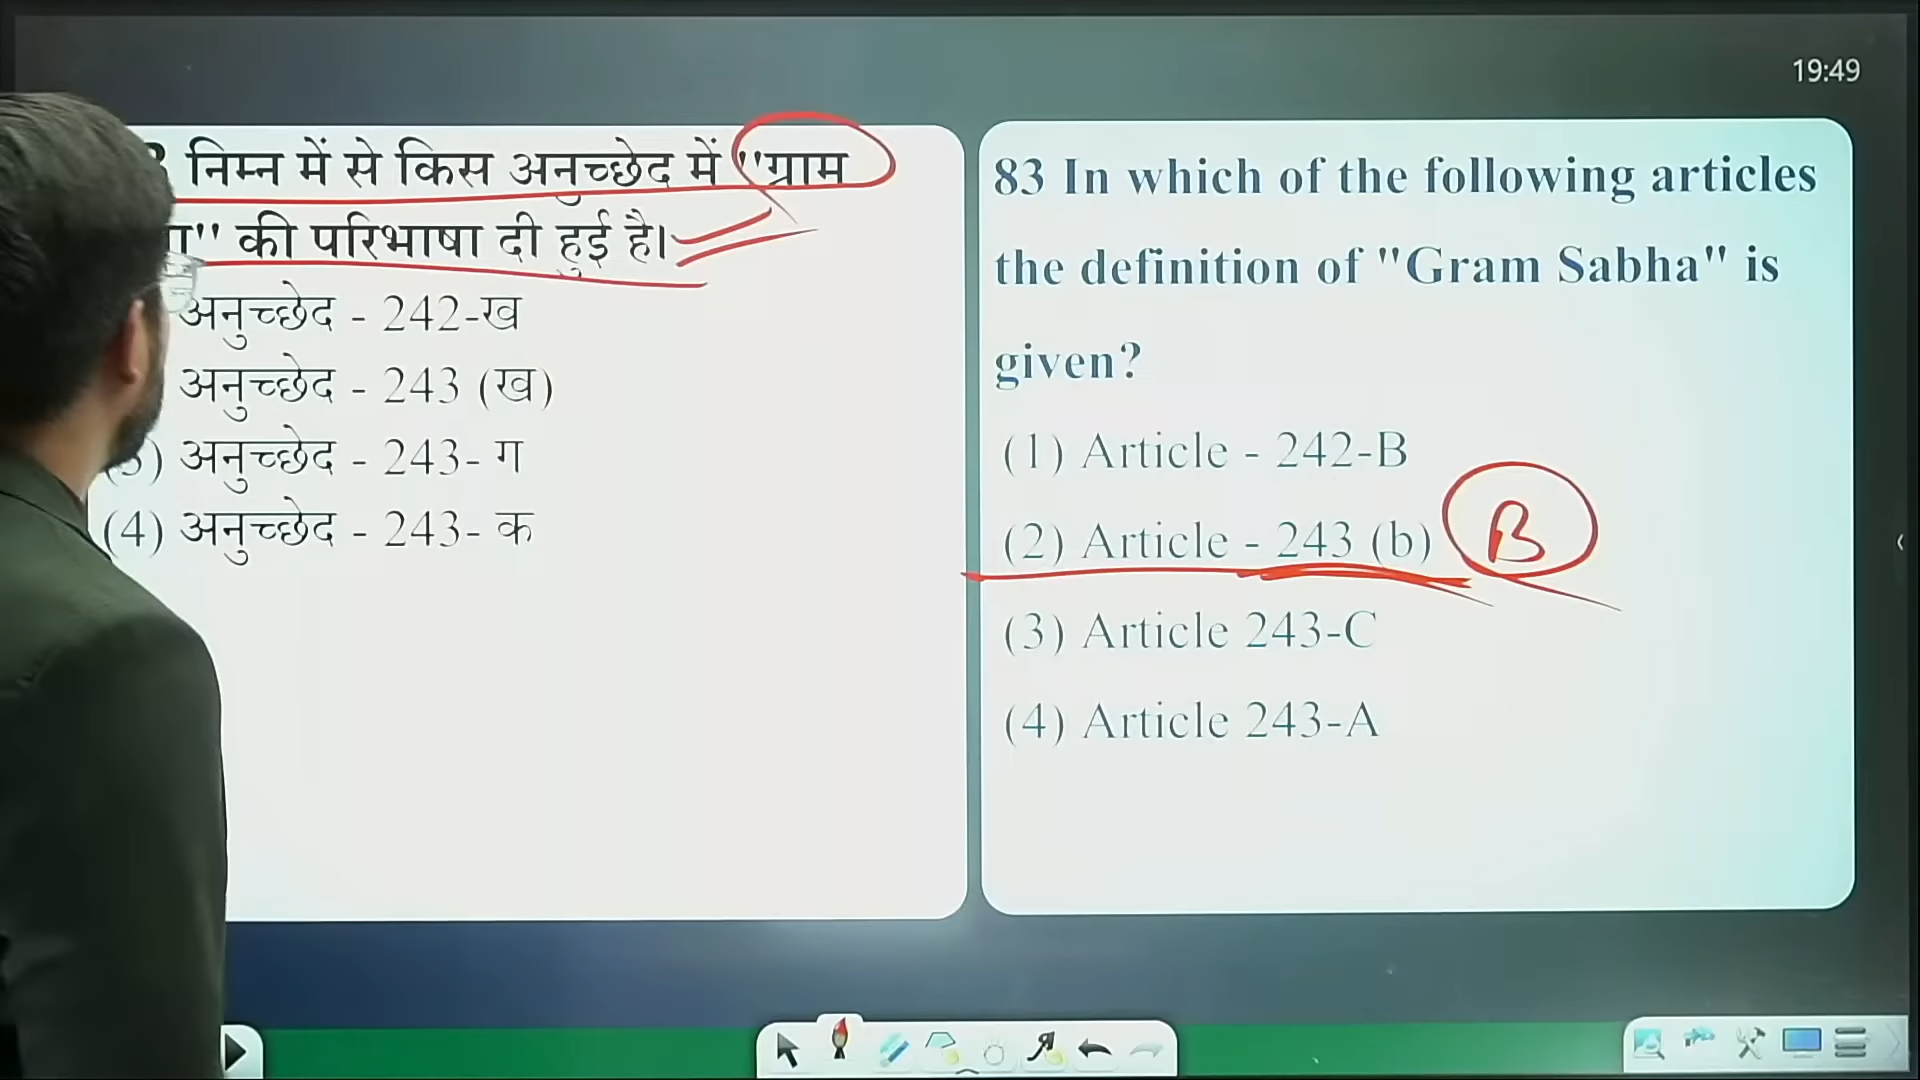 19:49
निम्न में से किस अनुच्छेद में ''ग्राम
'' की परिभाषा दी हुई है।
अनुच्छेद - 242-ख
अनुच्छेद - 243 (ख)
(3) अनुच्छेद - 243- ग
(4) अनुच्छेद - 243- क
83 In which of the following articles
the definition of "Gram Sabha" is
given?
(1) Article - 242-B
(2) Article - 243 (b) B
(3) Article 243-C
(4) Article 243-A